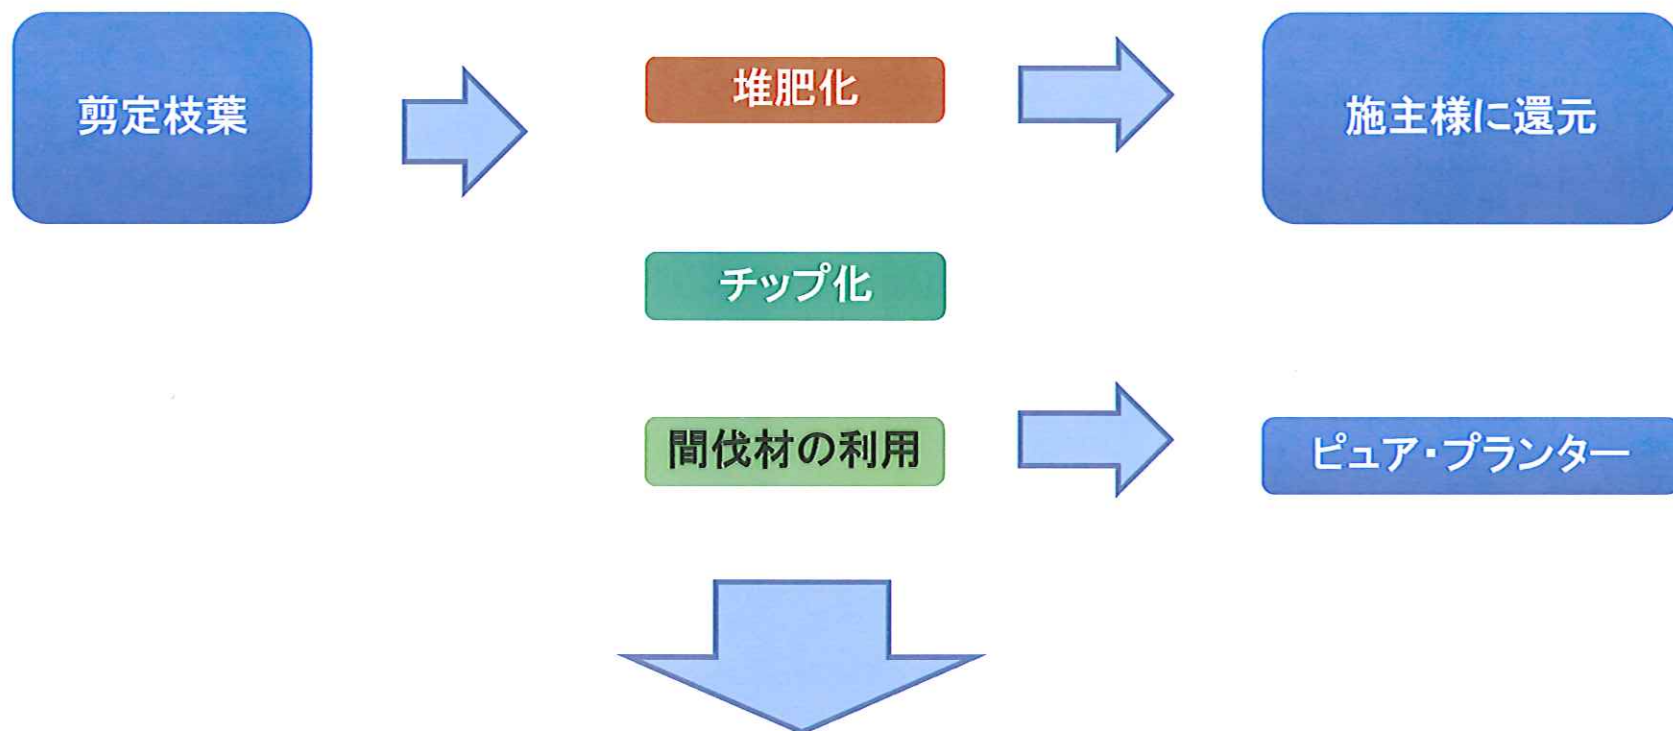 剪定枝葉
堆肥化
施主様に還元
チップ化
間伐材の利用
ピュア・プランター